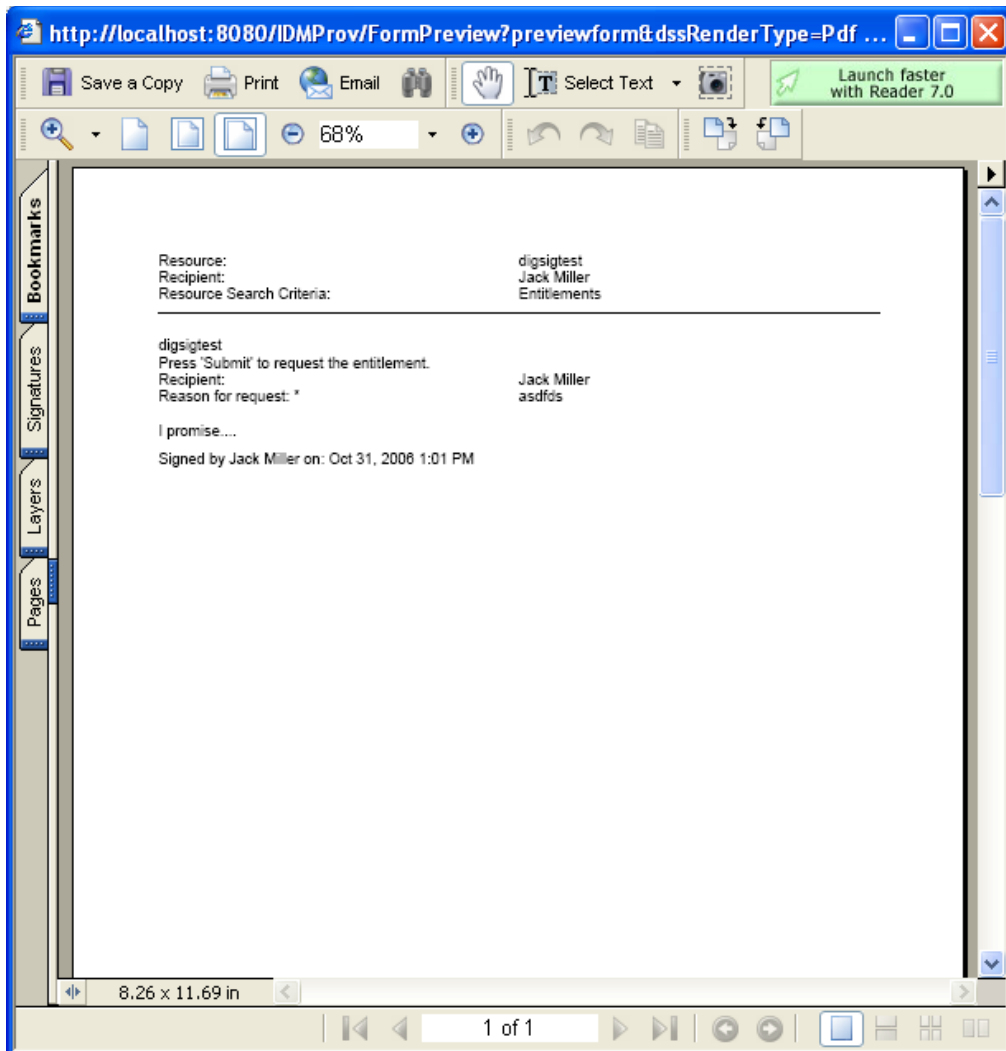 http://localhost:8080/IDMProv/FormPreview?previewform&dssRenderType=Pdf ...
Save a Copy Print Email Select Text Launch faster with Reader 7.0
68%
Bookmarks
Signatures
Layers
Pages
Resource: digsigtest
Recipient: Jack Miller
Resource Search Criteria: Entitlements
digsigtest
Press 'Submit' to request the entitlement.
Recipient: Jack Miller
Reason for request: * asdfds
I promise....
Signed by Jack Miller on: Oct 31, 2006 1:01 PM
8.26 x 11.69 in
1 of 1